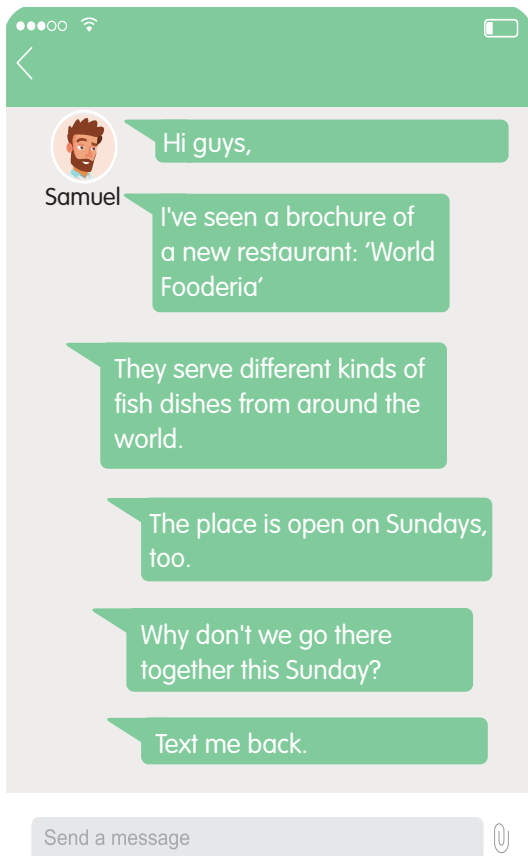 Hi guys,
Samuel
I've seen a brochure of
a new restaurant: ‘World
Fooderia’
They serve different kinds of
fish dishes from around the
world.
The place is open on Sundays,
too.
Why don't we go there
together this Sunday?
Text me back.
Send a message